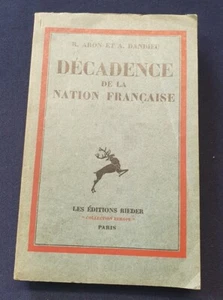 R. ARON ET A. DANDIEU
DÉCADENCE
DE LA
NATION FRANÇAISE
LES ÉDITIONS RIEDER
PARIS